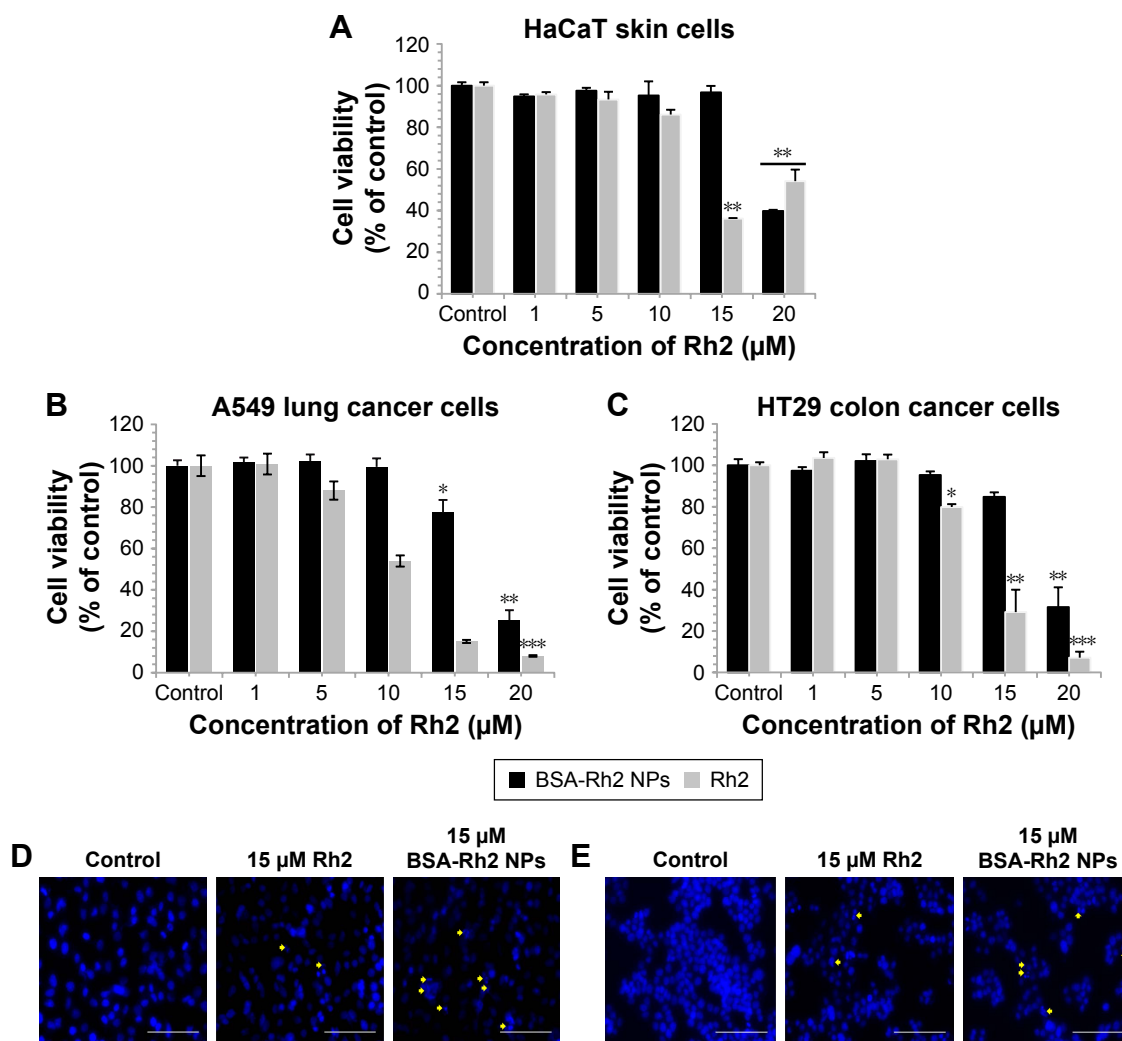 A
HaCaT skin cells
Cell viability
(% of control)
120
100
80
60
40
20
0
**
**
Control 1 5 10 15 20
Concentration of Rh2 (µM)
B
A549 lung cancer cells
Cell viability
(% of control)
120
100
80
60
40
20
0
*
**
***
Control 1 5 10 15 20
Concentration of Rh2 (µM)
C
HT29 colon cancer cells
Cell viability
(% of control)
120
100
80
60
40
20
0
*
**
**
***
Control 1 5 10 15 20
Concentration of Rh2 (µM)
BSA-Rh2 NPs Rh2
D
Control
15 µM Rh2
15 µM
BSA-Rh2 NPs
E
Control
15 µM Rh2
15 µM
BSA-Rh2 NPs